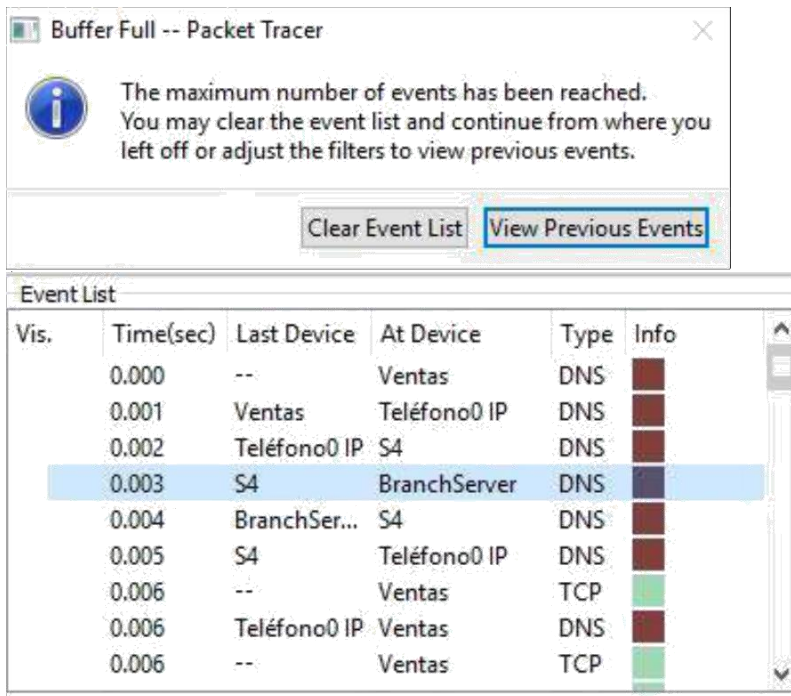 Buffer Full -- Packet Tracer
The maximum number of events has been reached.
You may clear the event list and continue from where you
left off or adjust the filters to view previous events.
Clear Event List View Previous Events
Event List
Vis. Time(sec) Last Device At Device Type Info
0.000 -- Ventas DNS
0.001 Ventas Teléfono0 IP DNS
0.002 Teléfono0 IP S4 DNS
0.003 S4 BranchServer DNS
0.004 BranchSer... S4 DNS
0.005 S4 Teléfono0 IP DNS
0.006 -- Ventas TCP
0.006 Teléfono0 IP Ventas DNS
0.006 -- Ventas TCP